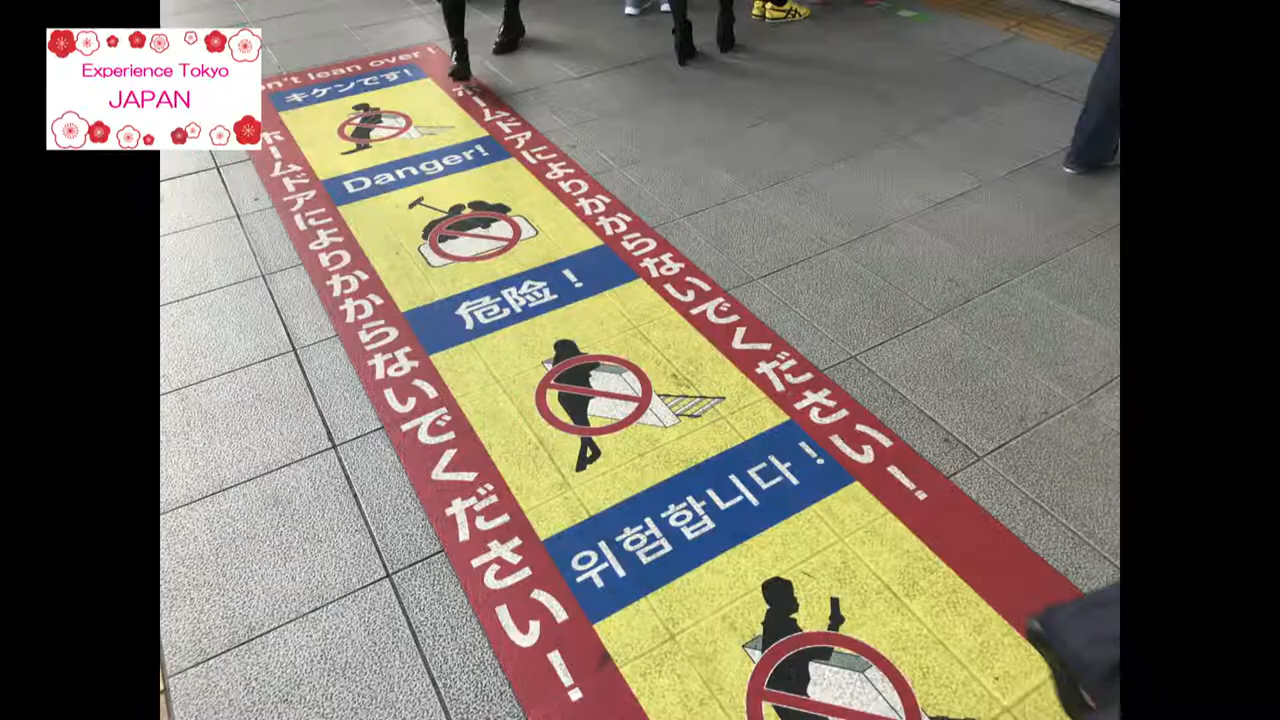 Experience Tokyo
JAPAN
n't lean over!
キケンです!
ホームドアによりかからないでください!
Danger!
ホームドアによりかからないでください!
危险!
위험합니다!